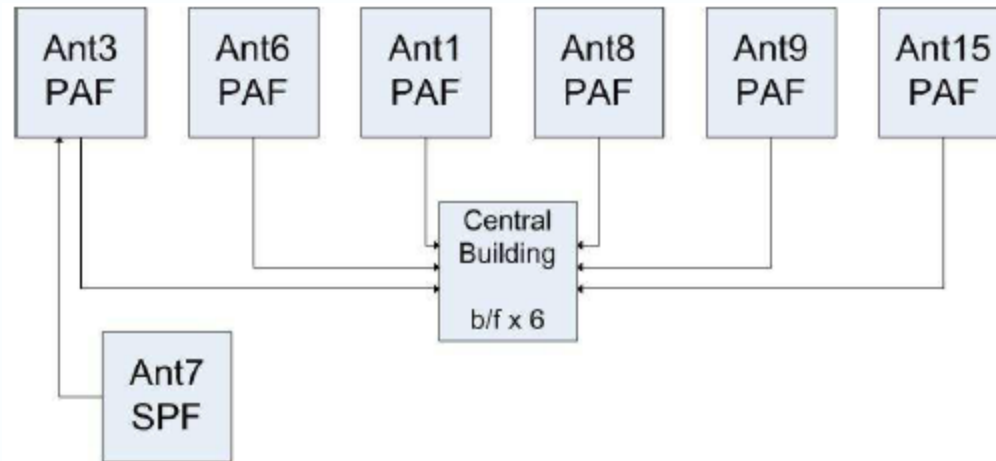 Ant3
PAF
Ant6
PAF
Ant1
PAF
Ant8
PAF
Ant9
PAF
Ant15
PAF
Central
Building
b/f x 6
Ant7
SPF